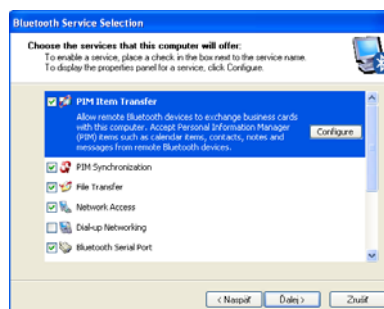 Bluetooth Service Selection
Choose the services that this computer will offer:
To enable a service, place a check in the box next to the service name.
To display the properties panel for a service, click Configure.
PIM Item Transfer
Allow remote Bluetooth devices to exchange business cards
with this computer. Accept Personal Information Manager
(PIM) items such as calendar items, contacts, notes and
messages from remote Bluetooth devices.
Configure
PIM Synchronization
File Transfer
Network Access
Dial-up Networking
Bluetooth Serial Port
< Naspäť
Ďalej >
Zrušiť